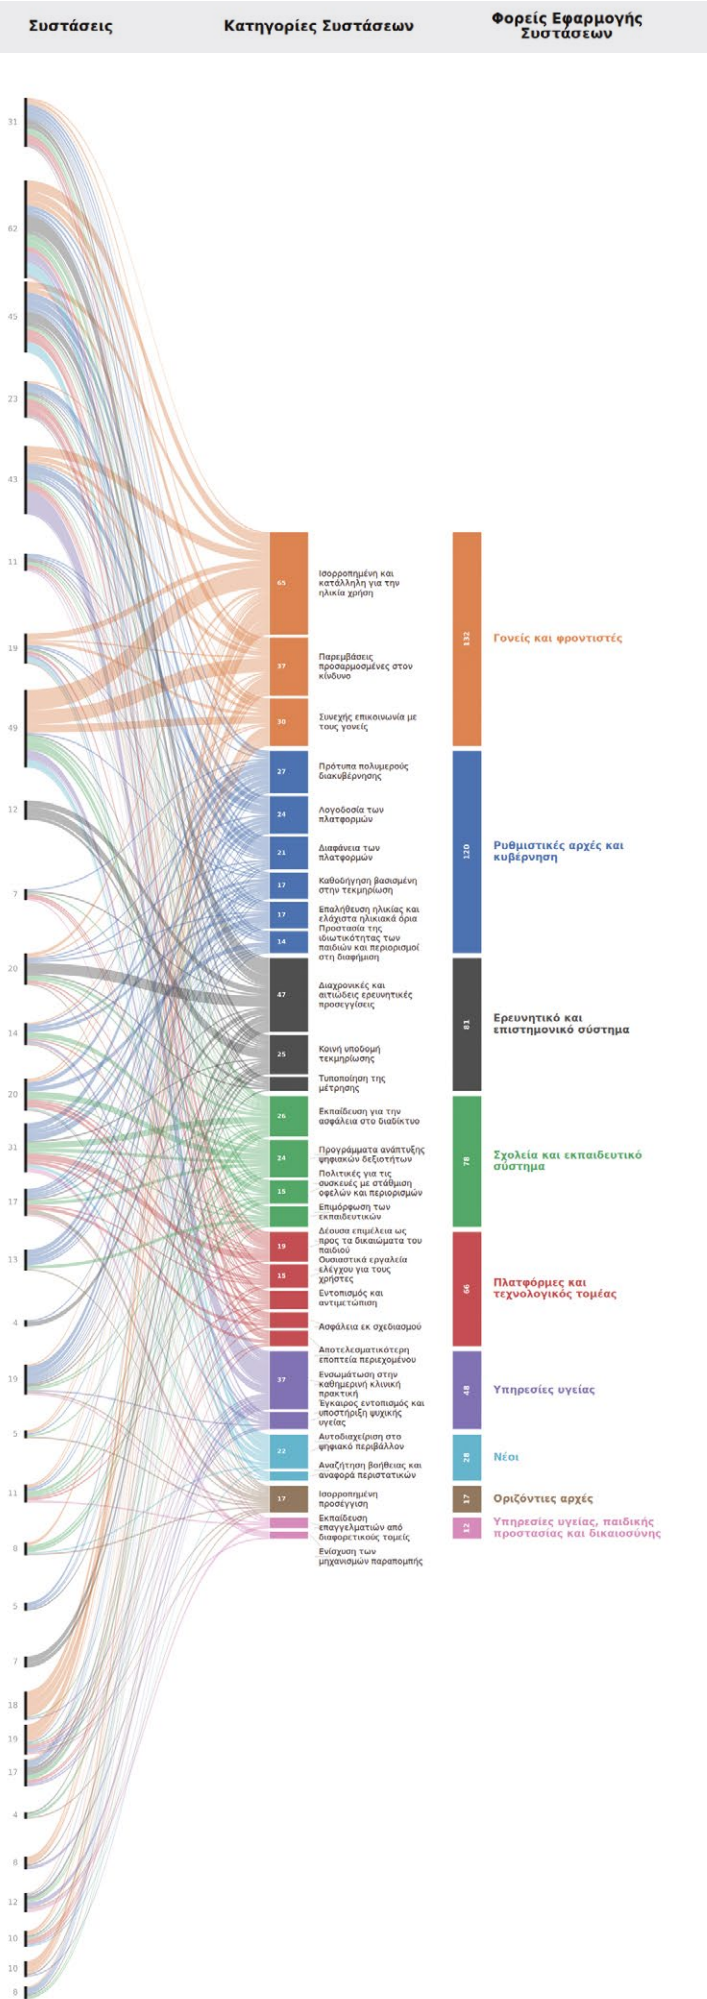 Συστάσεις
Κατηγορίες Συστάσεων
Φορείς Εφαρμογής
Συστάσεων
31
62
45
23
43
11
19
49
12
7
20
14
20
31
17
13
4
19
5
11
8
5
7
18
19
17
4
8
12
10
10
8
65
Ισορροπημένη και
κατάλληλη για την
ηλικία χρήση
37
Παρεμβάσεις
προσαρμοσμένες στον
κίνδυνο
30
Συνεχής επικοινωνία με
τους γονείς
27
Πρότυπα πολυμερούς
διακυβέρνησης
24
Λογοδοσία των
πλατφορμών
21
Διαφάνεια των
πλατφορμών
17
Καθοδήγηση βασισμένη
στην τεκμηρίωση
17
Επαλήθευση ηλικίας και
ελάχιστα ηλικιακά όρια
14
Προστασία της
ιδιωτικότητας των
παιδιών και περιορισμοί
στη διαφήμιση
47
Διαχρονικές και
αιτιώδεις ερευνητικές
προσεγγίσεις
25
Κοινή υποδομή
τεκμηρίωσης
Τυποποίηση της
μέτρησης
26
Εκπαίδευση για την
ασφάλεια στο διαδίκτυο
24
Προγράμματα ανάπτυξης
ψηφιακών δεξιοτήτων
15
Πολιτικές για τις
συσκευές με στάθμιση
οφελών και περιορισμών
Επιμόρφωση των
εκπαιδευτικών
19
Δέουσα επιμέλεια ως
προς τα δικαιώματα του
παιδιού
15
Ουσιαστικά εργαλεία
ελέγχου για τους
χρήστες
Εντοπισμός και
αντιμετώπιση
Ασφάλεια εκ σχεδιασμού
Αποτελεσματικότερη
εποπτεία περιεχομένου
37
Ενσωμάτωση στην
καθημερινή κλινική
πρακτική
Έγκαιρος εντοπισμός και
υποστήριξη ψυχικής
υγείας
22
Αυτοδιαχείριση στο
ψηφιακό περιβάλλον
Αναζήτηση βοήθειας και
αναφορά περιστατικών
17
Ισορροπημένη
προσέγγιση
Εκπαίδευση
επαγγελματιών από
διαφορετικούς τομείς
Ενίσχυση των
μηχανισμών παραπομπής
132
Γονείς και φροντιστές
120
Ρυθμιστικές αρχές και
κυβέρνηση
81
Ερευνητικό και
επιστημονικό σύστημα
78
Σχολεία και εκπαιδευτικό
σύστημα
66
Πλατφόρμες και
τεχνολογικός τομέας
48
Υπηρεσίες υγείας
28
Νέοι
17
Οριζόντιες αρχές
12
Υπηρεσίες υγείας, παιδικής
προστασίας και δικαιοσύνης